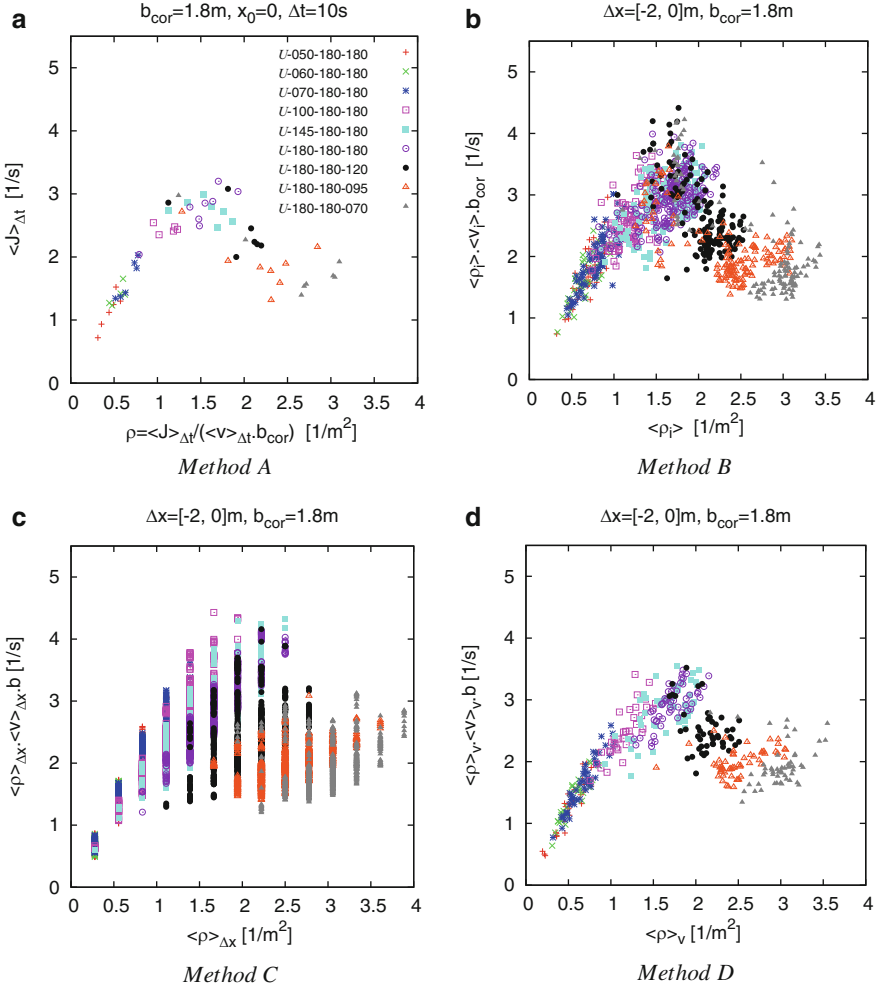 a
b_cor=1.8m, x_0=0, Δt=10s
U-050-180-180
U-060-180-180
U-070-180-180
U-100-180-180
U-145-180-180
U-180-180-180
U-180-180-120
U-180-180-095
U-180-180-070
<J>_Δt [1/s]
5
4
3
2
1
0
0 0.5 1 1.5 2 2.5 3 3.5 4
ρ=<J>_Δt/(<v>_Δt.b_cor) [1/m²]
Method A
b
Δx=[-2, 0]m, b_cor=1.8m
<ρ_i>.<v_i>.b_cor [1/s]
5
4
3
2
1
0
0 0.5 1 1.5 2 2.5 3 3.5 4
<ρ_i> [1/m²]
Method B
c
Δx=[-2, 0]m, b_cor=1.8m
<ρ>_Δx.<v>_Δx.b [1/s]
5
4
3
2
1
0
0 0.5 1 1.5 2 2.5 3 3.5 4
<ρ>_Δx [1/m²]
Method C
d
Δx=[-2, 0]m, b_cor=1.8m
<ρ>_v.<v>_v.b [1/s]
5
4
3
2
1
0
0 0.5 1 1.5 2 2.5 3 3.5 4
<ρ>_v [1/m²]
Method D